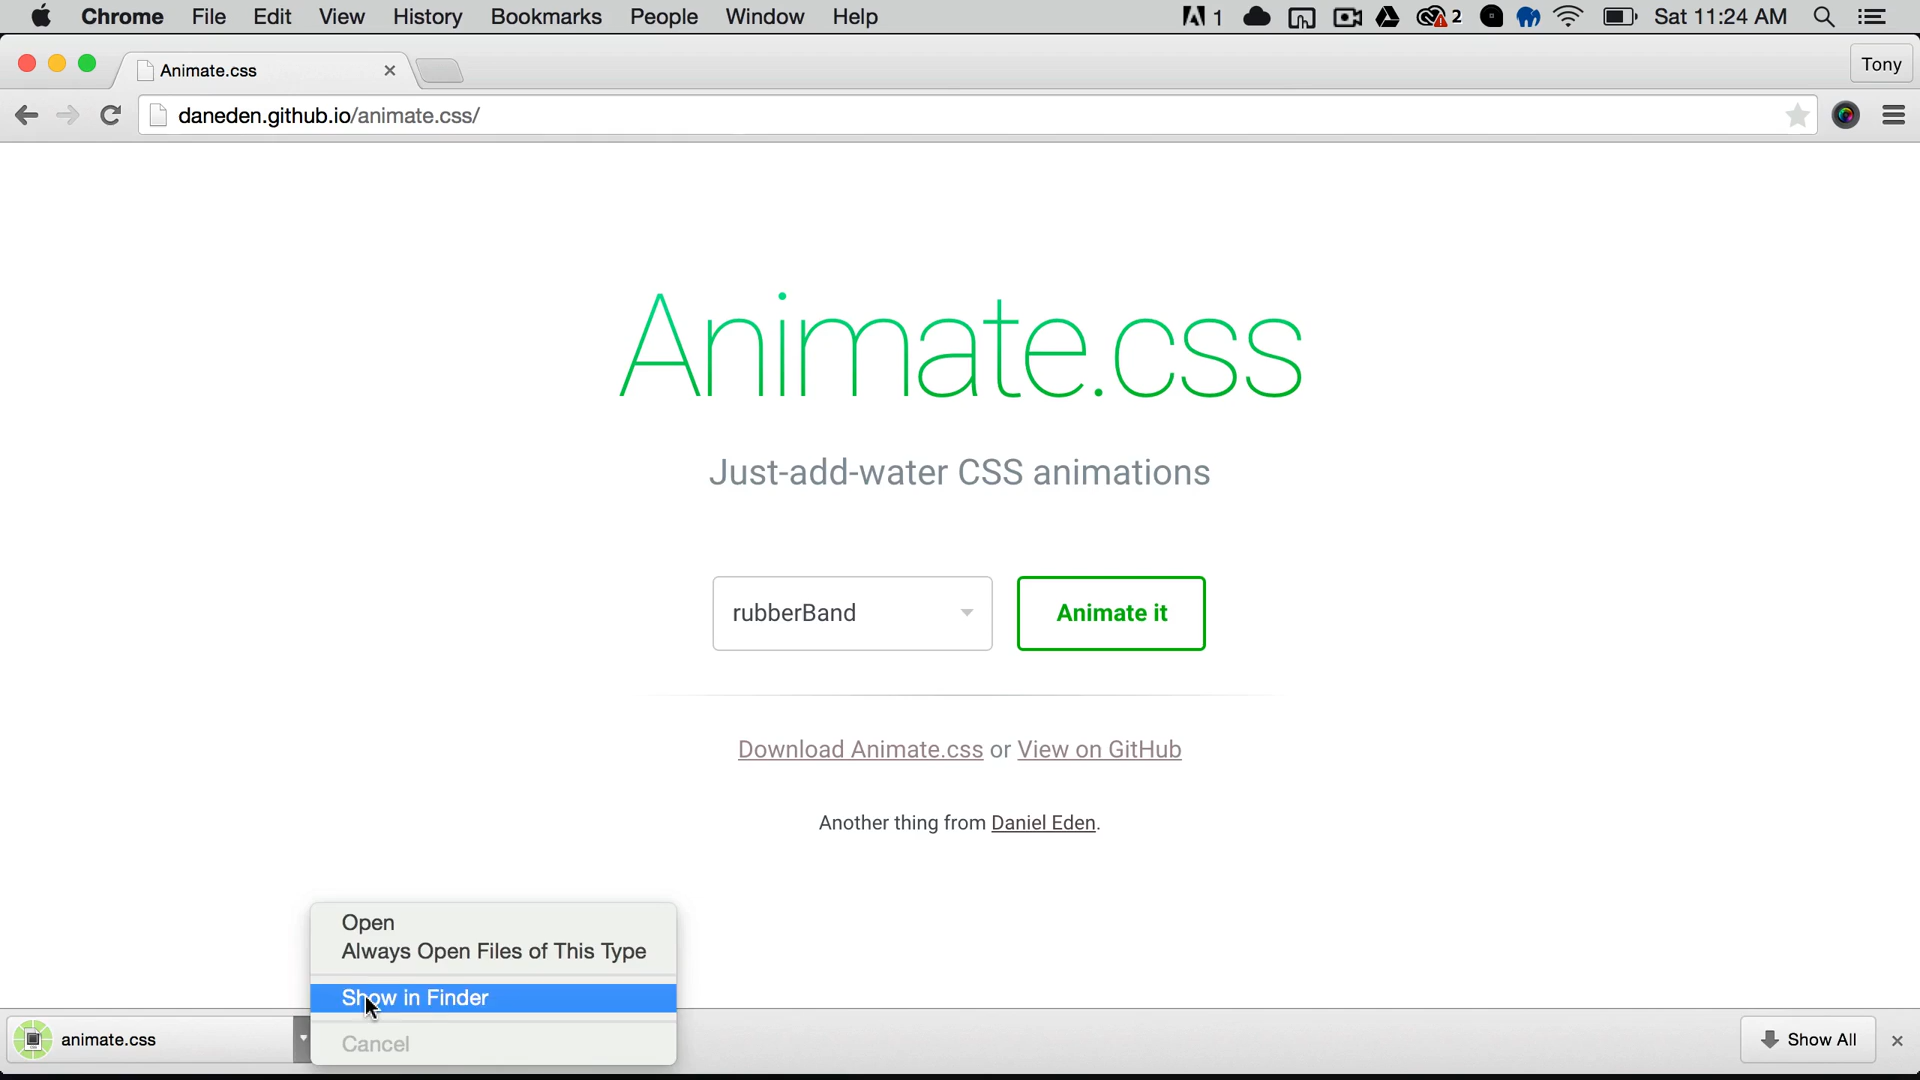 Chrome File Edit View History Bookmarks People Window Help 1 2 Sat 11:24 AM
Animate.css Tony
daneden.github.io/animate.css/
Animate.css
Just-add-water CSS animations
rubberBand Animate it
Download Animate.css or View on GitHub
Another thing from Daniel Eden.
Open
Always Open Files of This Type
Show in Finder
Cancel
animate.css Show All